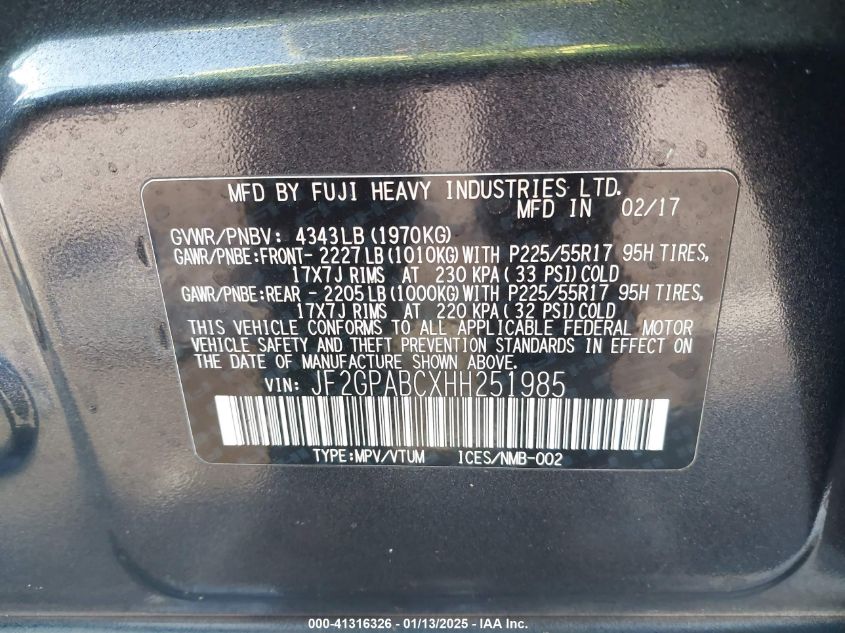 MFD BY FUJI HEAVY INDUSTRIES LTD.
MFD IN 02/17
GVWR/PNBV: 4343LB (1970KG)
GAWR/PNBE:FRONT- 2227LB (1010KG) WITH P225/55R17 95H TIRES,
17X7J RIMS AT 230 KPA ( 33 PSI) COLD
GAWR/PNBE:REAR - 2205LB (1000KG) WITH P225/55R17 95H TIRES,
17X7J RIMS AT 220 KPA ( 32 PSI) COLD
THIS VEHICLE CONFORMS TO ALL APPLICABLE FEDERAL MOTOR
VEHICLE SAFETY AND THEFT PREVENTION STANDARDS IN EFFECT ON
THE DATE OF MANUFACTURE SHOWN ABOVE.
VIN: JF2GPABCXHH251985
TYPE:MPV/VTUM ICES/NMB-002
000-41316326 - 01/13/2025 - IAA Inc.